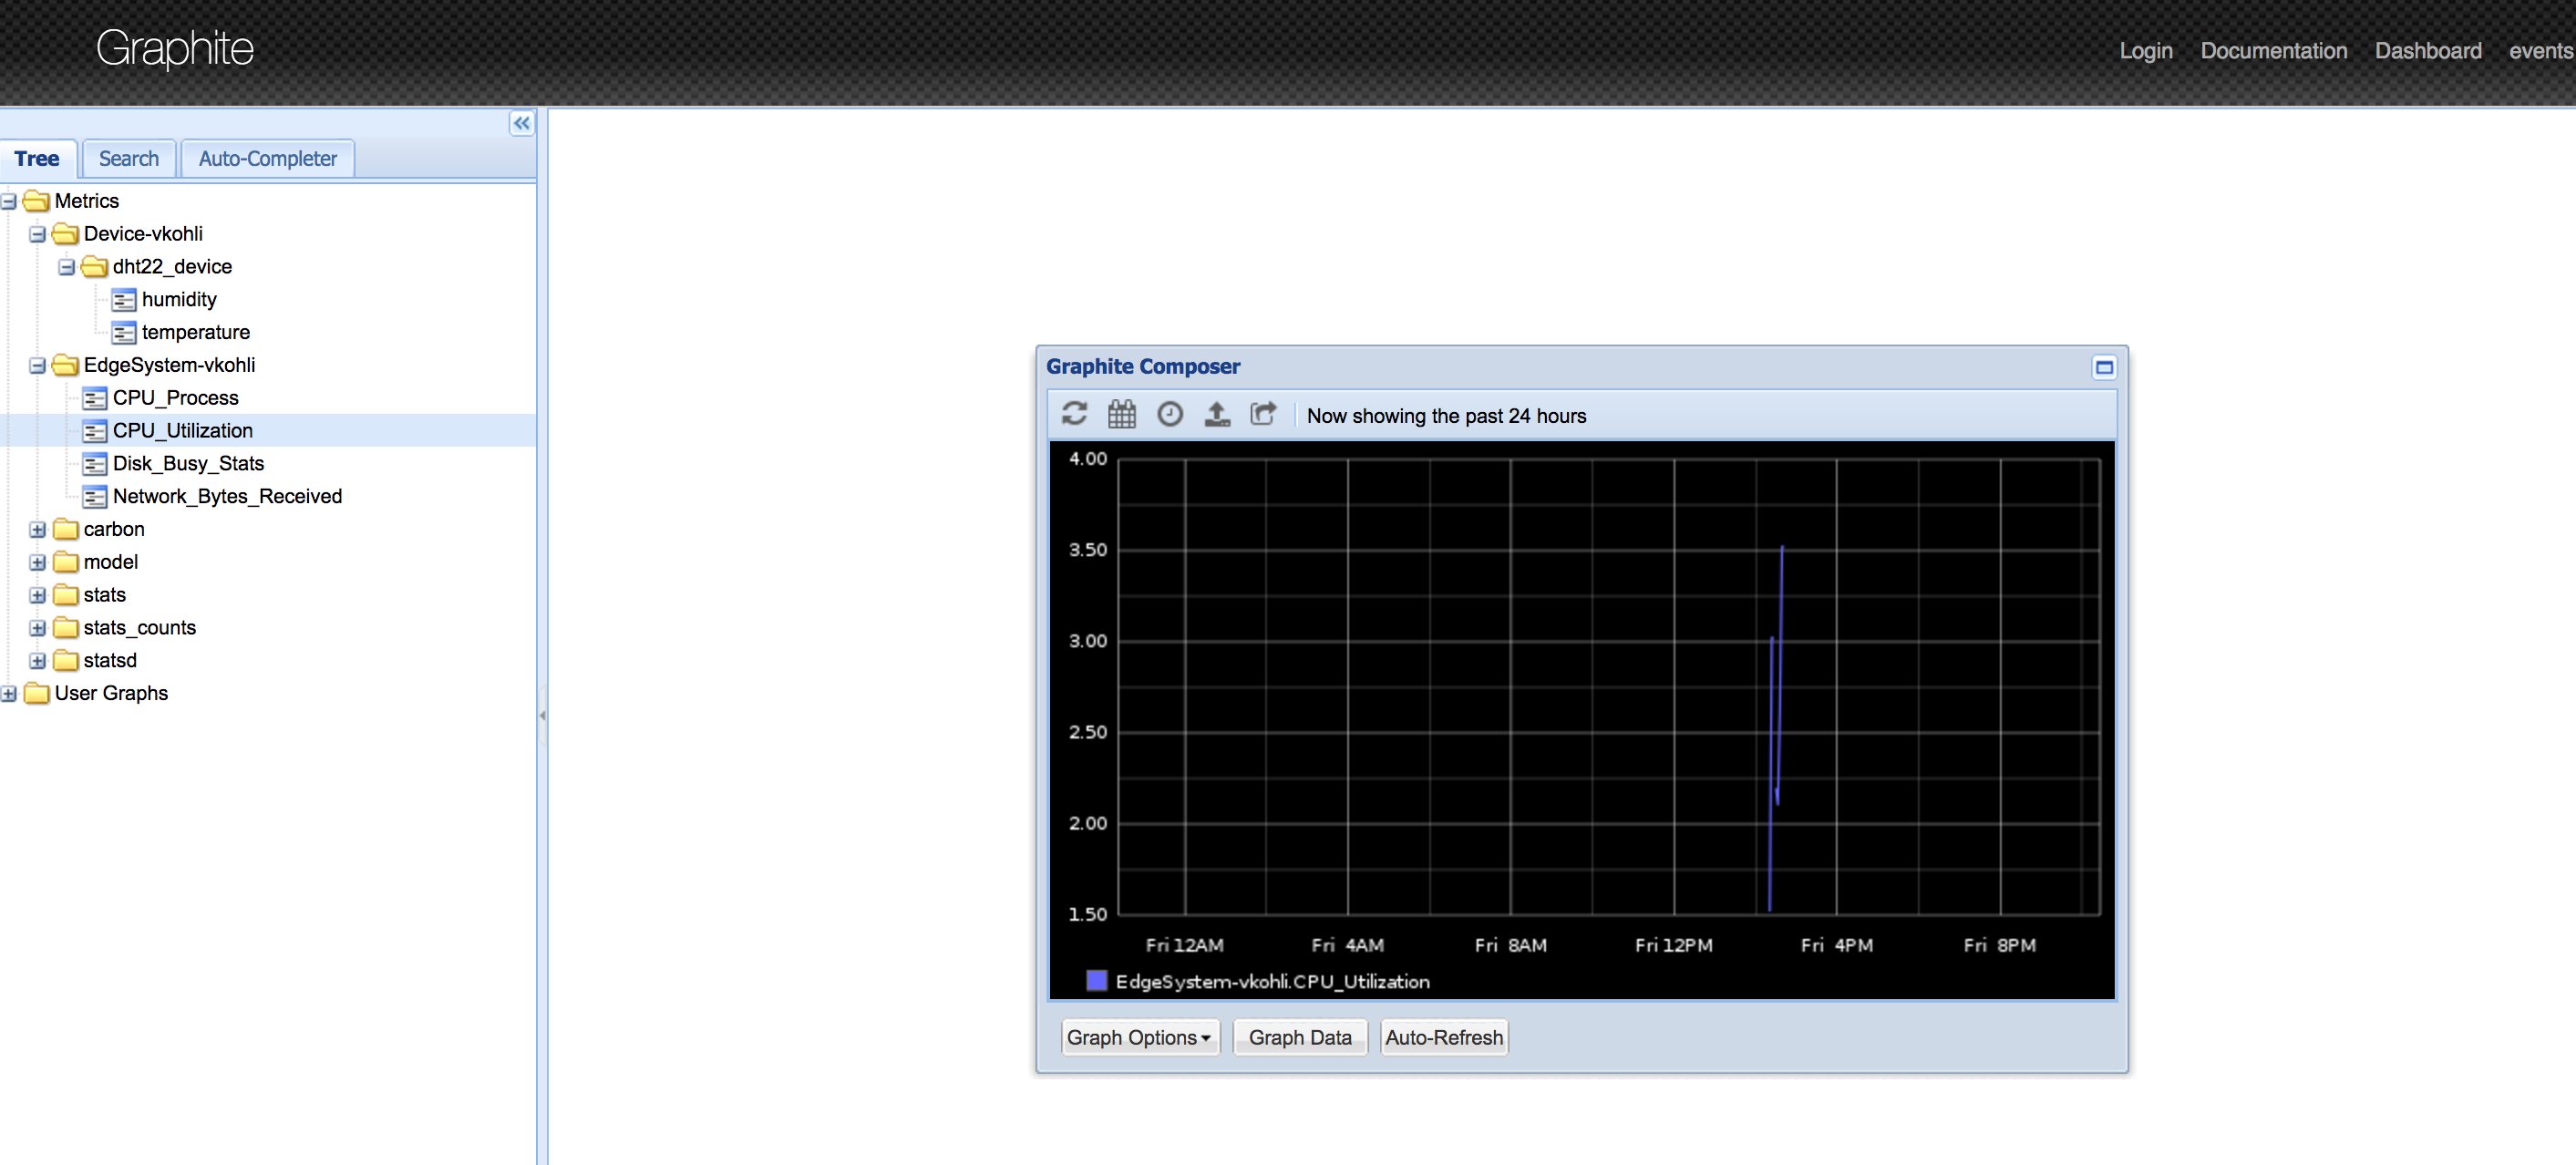 Graphite
Login Documentation Dashboard events
Tree Search Auto-Completer
Metrics
Device-vkohli
dht22_device
humidity
temperature
EdgeSystem-vkohli
CPU_Process
CPU_Utilization
Disk_Busy_Stats
Network_Bytes_Received
carbon
model
stats
stats_counts
statsd
User Graphs
Graphite Composer
Now showing the past 24 hours
4.00
3.50
3.00
2.50
2.00
1.50
Fri 12AM Fri 4AM Fri 8AM Fri 12PM Fri 4PM Fri 8PM
EdgeSystem-vkohli.CPU_Utilization
Graph Options Graph Data Auto-Refresh